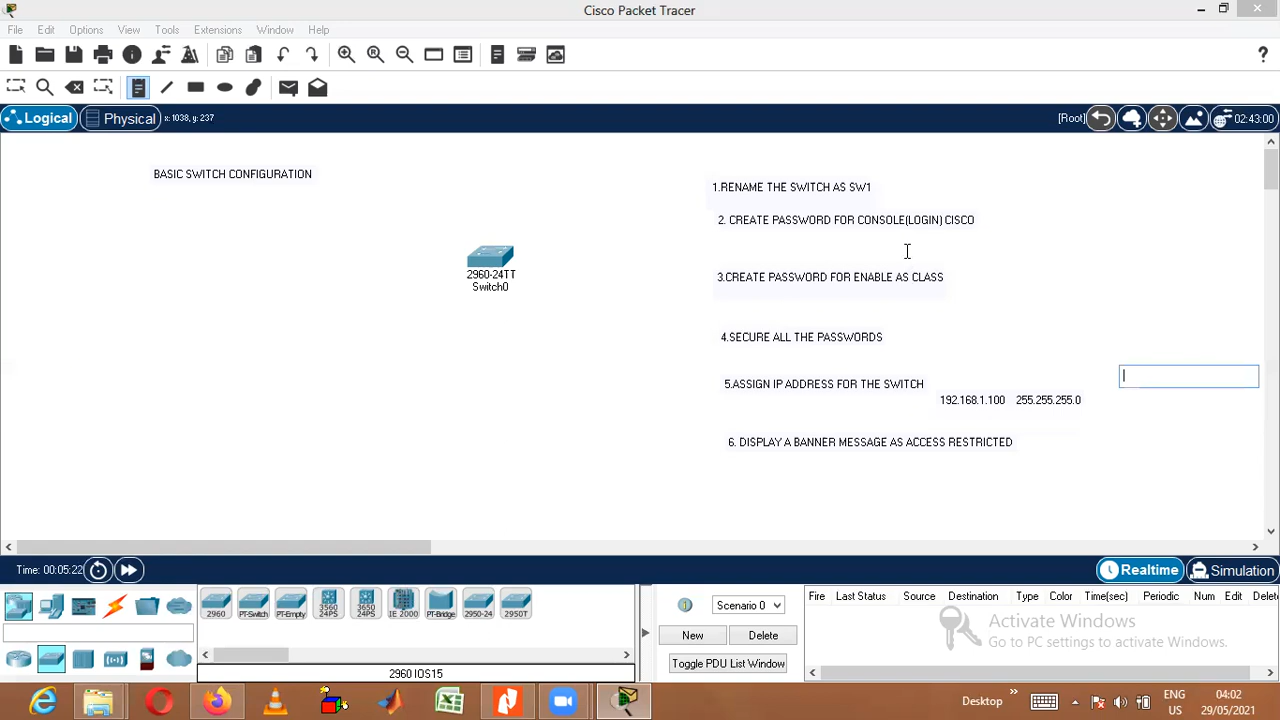 Cisco Packet Tracer
File Edit Options View Tools Extensions Window Help
Logical Physical x: 1038, y: 237 [Root] 02:43:00
BASIC SWITCH CONFIGURATION
1.RENAME THE SWITCH AS SW1
2. CREATE PASSWORD FOR CONSOLE(LOGIN) CISCO
2960-24TT
Switch0
3.CREATE PASSWORD FOR ENABLE AS CLASS
4.SECURE ALL THE PASSWORDS
5.ASSIGN IP ADDRESS FOR THE SWITCH
192.168.1.100 255.255.255.0
6. DISPLAY A BANNER MESSAGE AS ACCESS RESTRICTED
Time: 00:05:22 Realtime Simulation
2960 PT-Switch PT-Empty 3560 24PS 3650 24PS IE 2000 PT-Bridge 2950-24 2950T
Scenario 0
Fire Last Status Source Destination Type Color Time(sec) Periodic Num Edit Delete
New Delete
Toggle PDU List Window
2960 IOS15
Activate Windows
Go to PC settings to activate Windows.
Desktop ENG US 04:02 29/05/2021